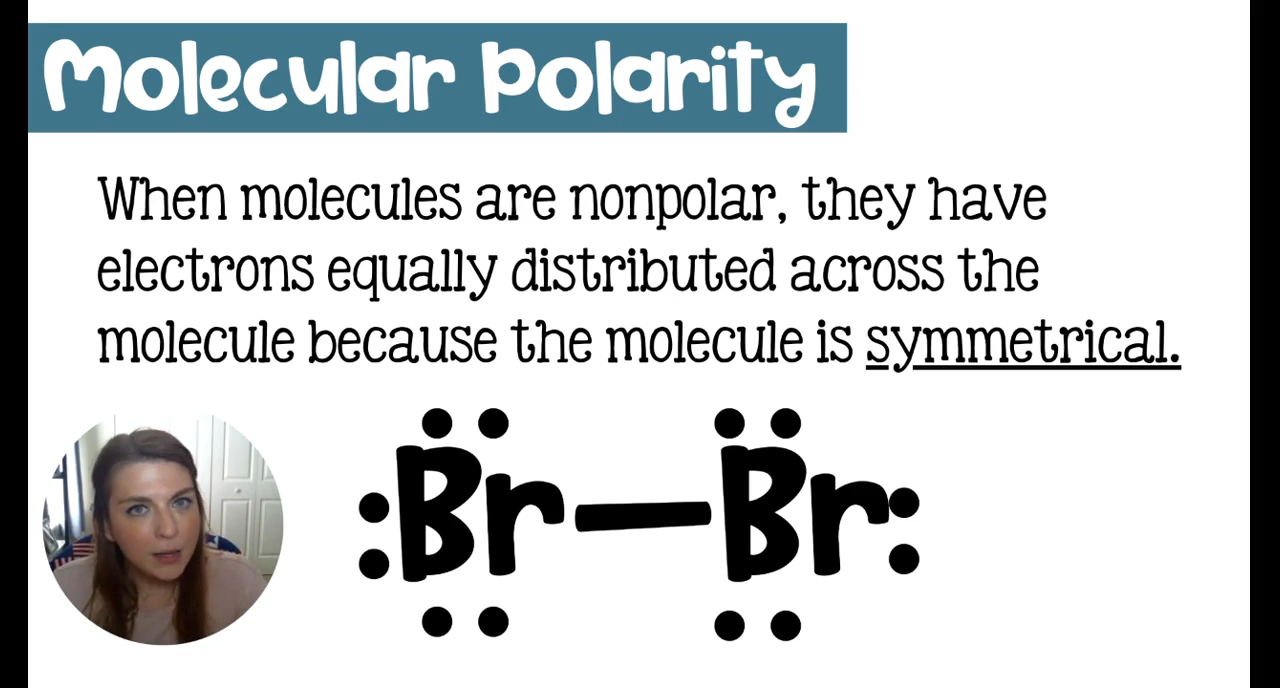 Molecular Polarity
When molecules are nonpolar, they have
electrons equally distributed across the
molecule because the molecule is symmetrical.
Br Br